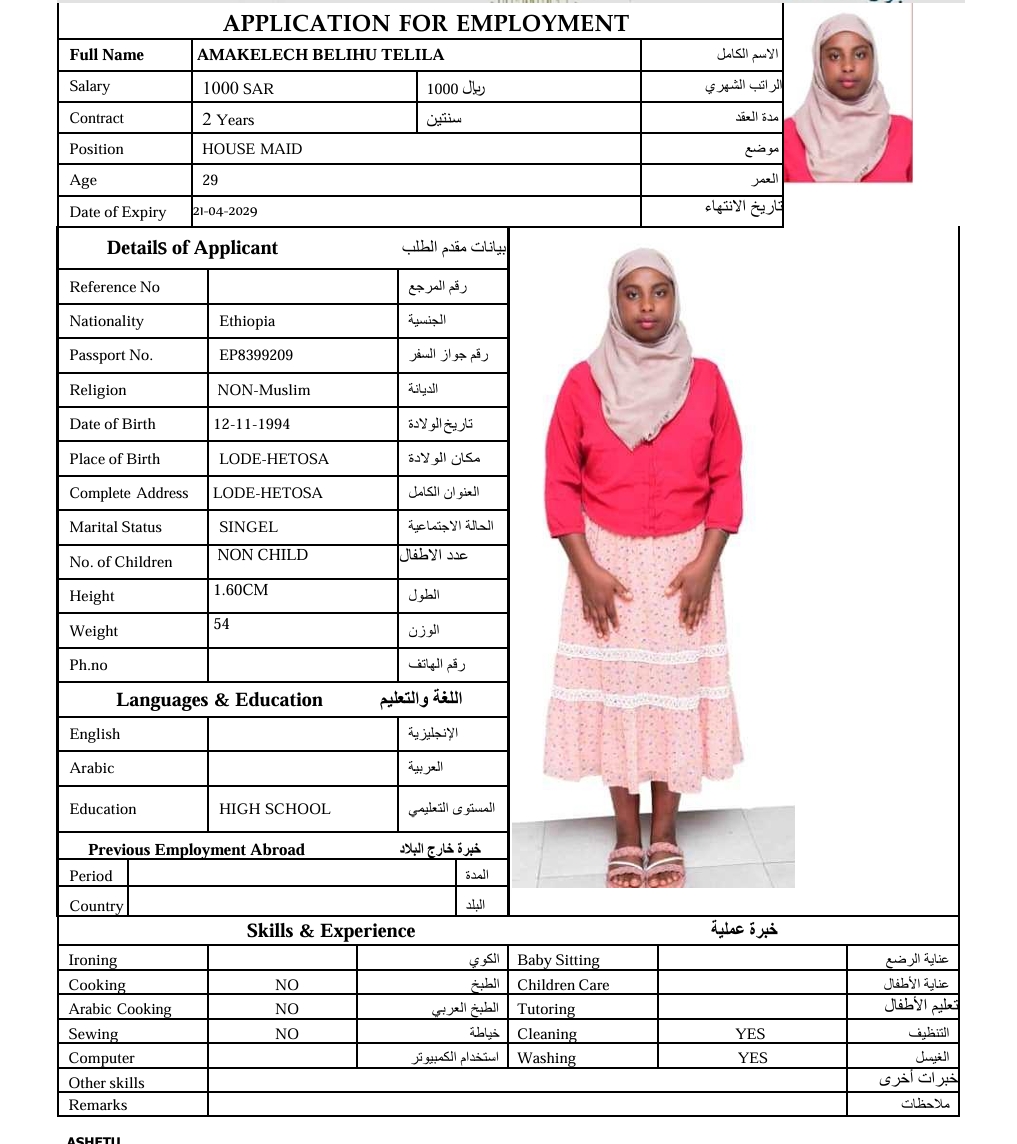 APPLICATION FOR EMPLOYMENT
Full Name AMAKELECH BELIHU TELILA الاسم الكامل
Salary 1000 SAR 1000 ريال الراتب الشهري
Contract 2 Years سنتين مدة العقد
Position HOUSE MAID موضع
Age 29 العمر
Date of Expiry 21-04-2029 تاريخ الانتهاء
Details of Applicant بيانات مقدم الطلب
Reference No رقم المرجع
Nationality Ethiopia الجنسية
Passport No. EP8399209 رقم جواز السفر
Religion NON-Muslim الديانة
Date of Birth 12-11-1994 تاريخ الولادة
Place of Birth LODE-HETOSA مكان الولادة
Complete Address LODE-HETOSA العنوان الكامل
Marital Status SINGEL الحالة الاجتماعية
No. of Children NON CHILD عدد الاطفال
Height 1.60CM الطول
Weight 54 الوزن
Ph.no رقم الهاتف
Languages & Education اللغة والتعليم
English الإنجليزية
Arabic العربية
Education HIGH SCHOOL المستوى التعليمي
Previous Employment Abroad خبرة خارج البلاد
Period المدة
Country البلد
Skills & Experience خبرة عملية
Ironing الكوي Baby Sitting عناية الرضع
Cooking NO الطبخ Children Care عناية الأطفال
Arabic Cooking NO الطبخ العربي Tutoring تعليم الأطفال
Sewing NO خياطة Cleaning YES التنظيف
Computer استخدام الكمبيوتر Washing YES الغيسل
Other skills خبرات أخرى
Remarks ملاحظات
ASHETU